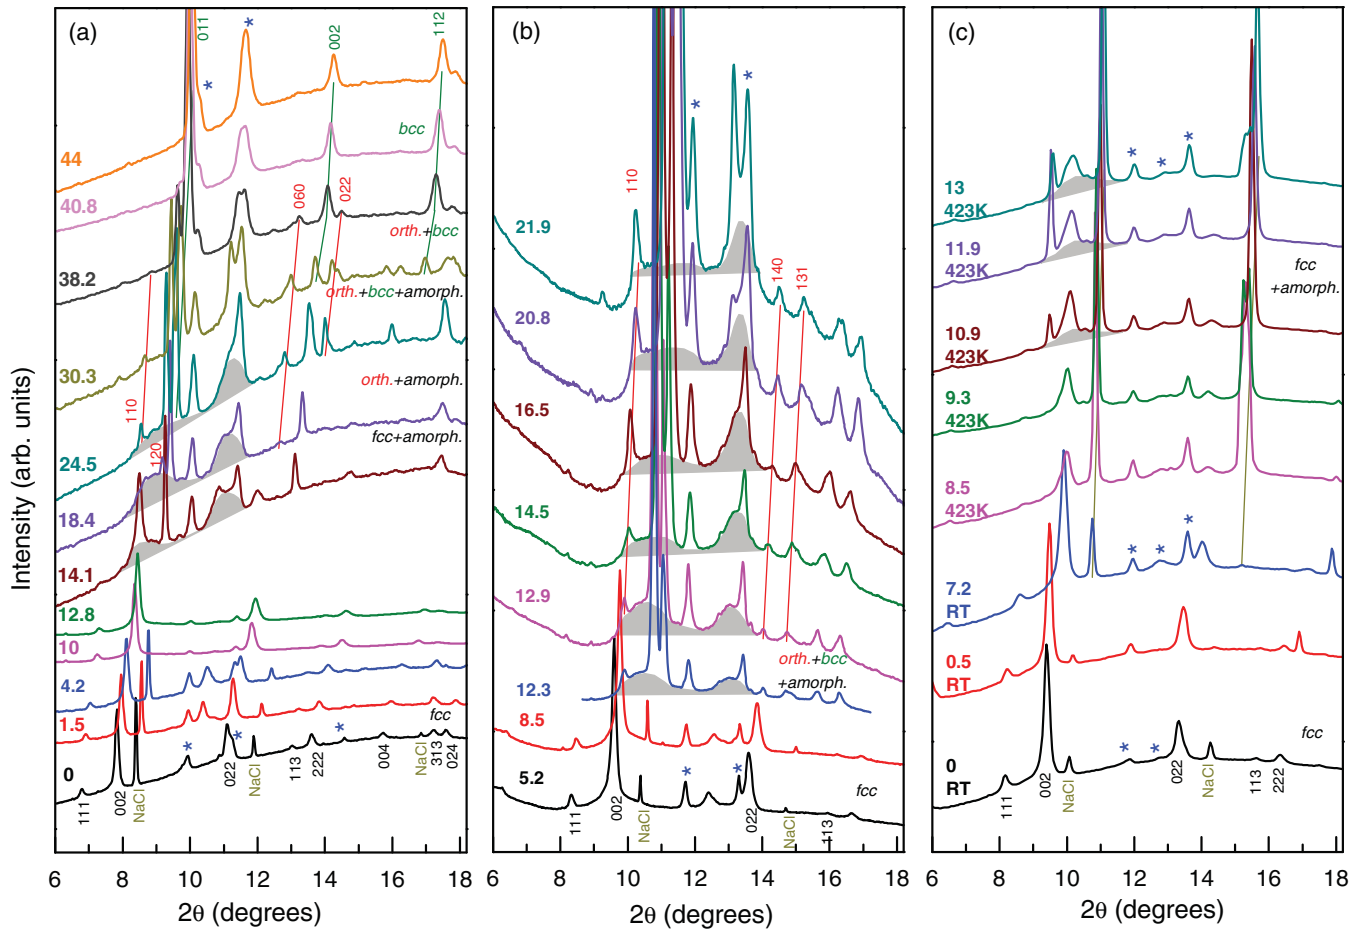 Intensity (arb. units)
(a)
011
*
*
002
112
44
bcc
40.8
060
022
orth.+bcc
38.2
orth.+bcc+amorph.
30.3
110
orth.+amorph.
24.5
120
fcc+amorph.
18.4
14.1
12.8
10
4.2
1.5
fcc
0
*
*
*
111
002
NaCl
022
NaCl
113
222
004
NaCl
313
024
6 8 10 12 14 16 18
2θ (degrees)
(b)
*
*
110
21.9
140
131
20.8
16.5
14.5
12.9
orth.+bcc
+amorph.
12.3
8.5
*
*
5.2
fcc
111
002
NaCl
022
NaCl
113
10 12 14 16 18
2θ (degrees)
(c)
*
*
*
13
423K
11.9
423K
fcc
+amorph.
10.9
423K
9.3
423K
8.5
423K
*
*
*
7.2
RT
0.5
RT
fcc
0
RT
*
*
111
002
NaCl
022
NaCl
113
222
6 8 10 12 14 16 18
2θ (degrees)